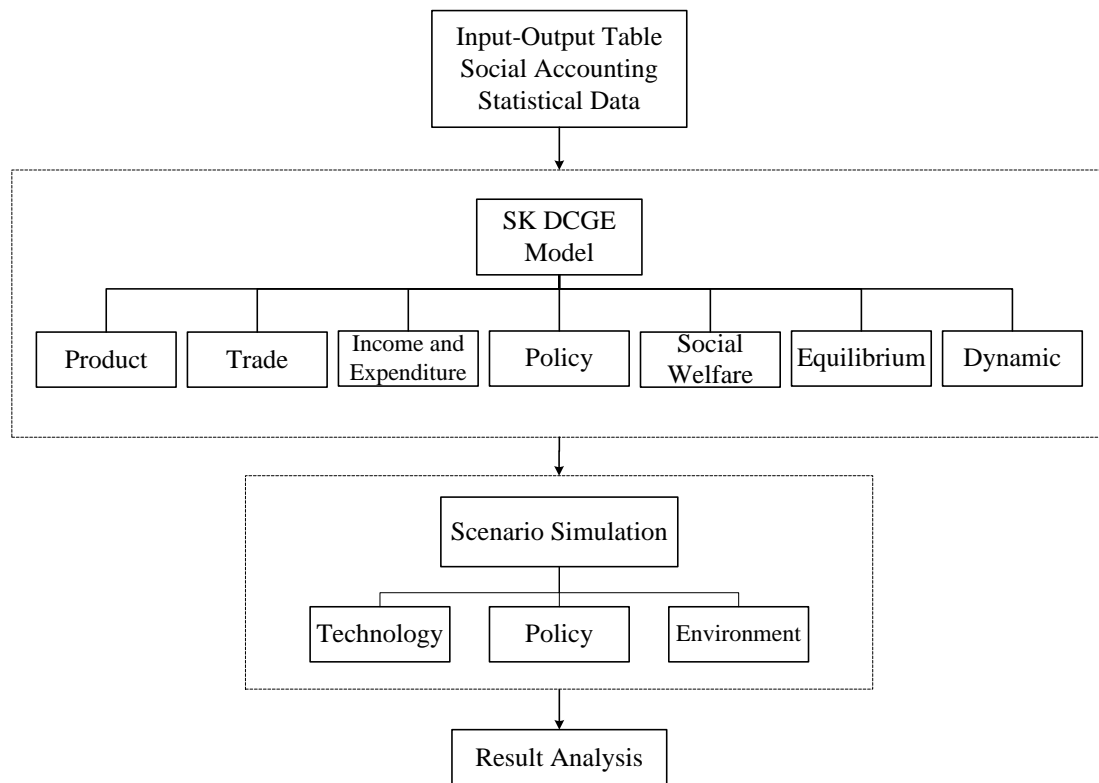 Input-Output Table
Social Accounting
Statistical Data
SK DCGE
Model
Product
Trade
Income and
Expenditure
Policy
Social
Welfare
Equilibrium
Dynamic
Scenario Simulation
Technology
Policy
Environment
Result Analysis